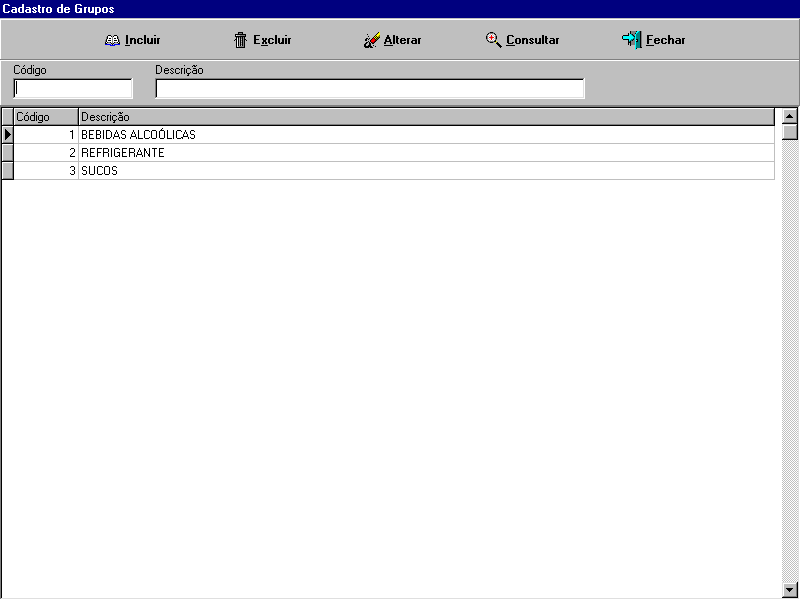 Cadastro de Grupos
Incluir Excluir Alterar Consultar Fechar
Código Descrição
Código Descrição
1 BEBIDAS ALCOÓLICAS
2 REFRIGERANTE
3 SUCOS